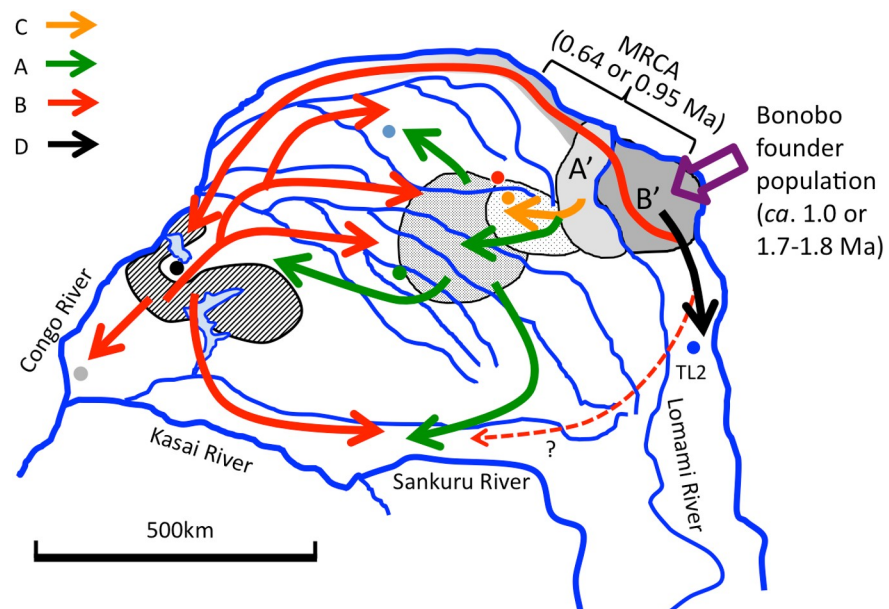 C
A
B
D
MRCA
(0.64 or 0.95 Ma)
A’
B’
Bonobo
founder
population
(ca. 1.0 or
1.7-1.8 Ma)
Congo River
TL2
Kasai River
?
Sankuru River
Lomami River
500km